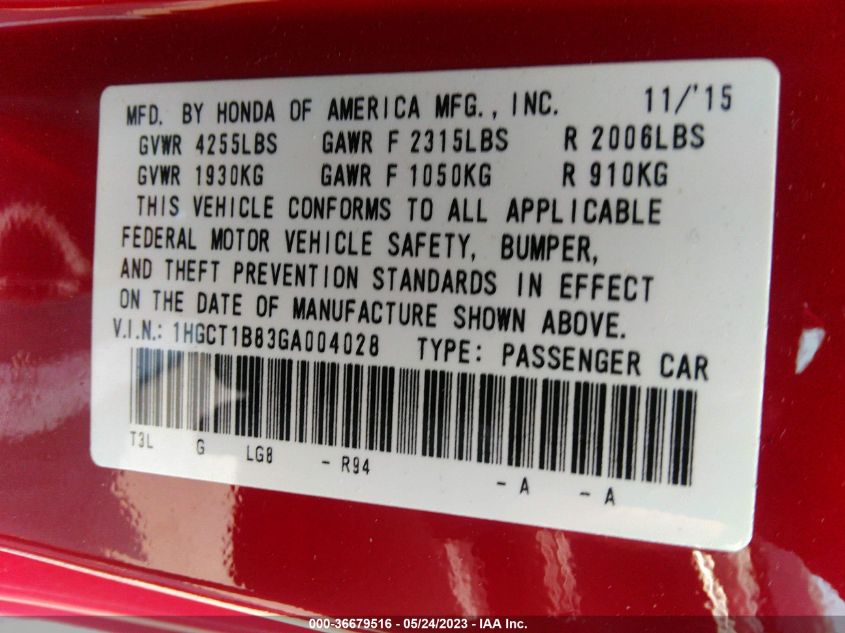 MFD. BY HONDA OF AMERICA MFG., INC. 11/'15
GVWR 4255LBS GAWR F 2315LBS R 2006LBS
GVWR 1930KG GAWR F 1050KG R 910KG
THIS VEHICLE CONFORMS TO ALL APPLICABLE
FEDERAL MOTOR VEHICLE SAFETY, BUMPER,
AND THEFT PREVENTION STANDARDS IN EFFECT
ON THE DATE OF MANUFACTURE SHOWN ABOVE.
V.I.N.: 1HGCT1B83GA004028 TYPE: PASSENGER CAR
T3L G LG8 - R94 - A - A
000-36679516 - 05/24/2023 - IAA Inc.